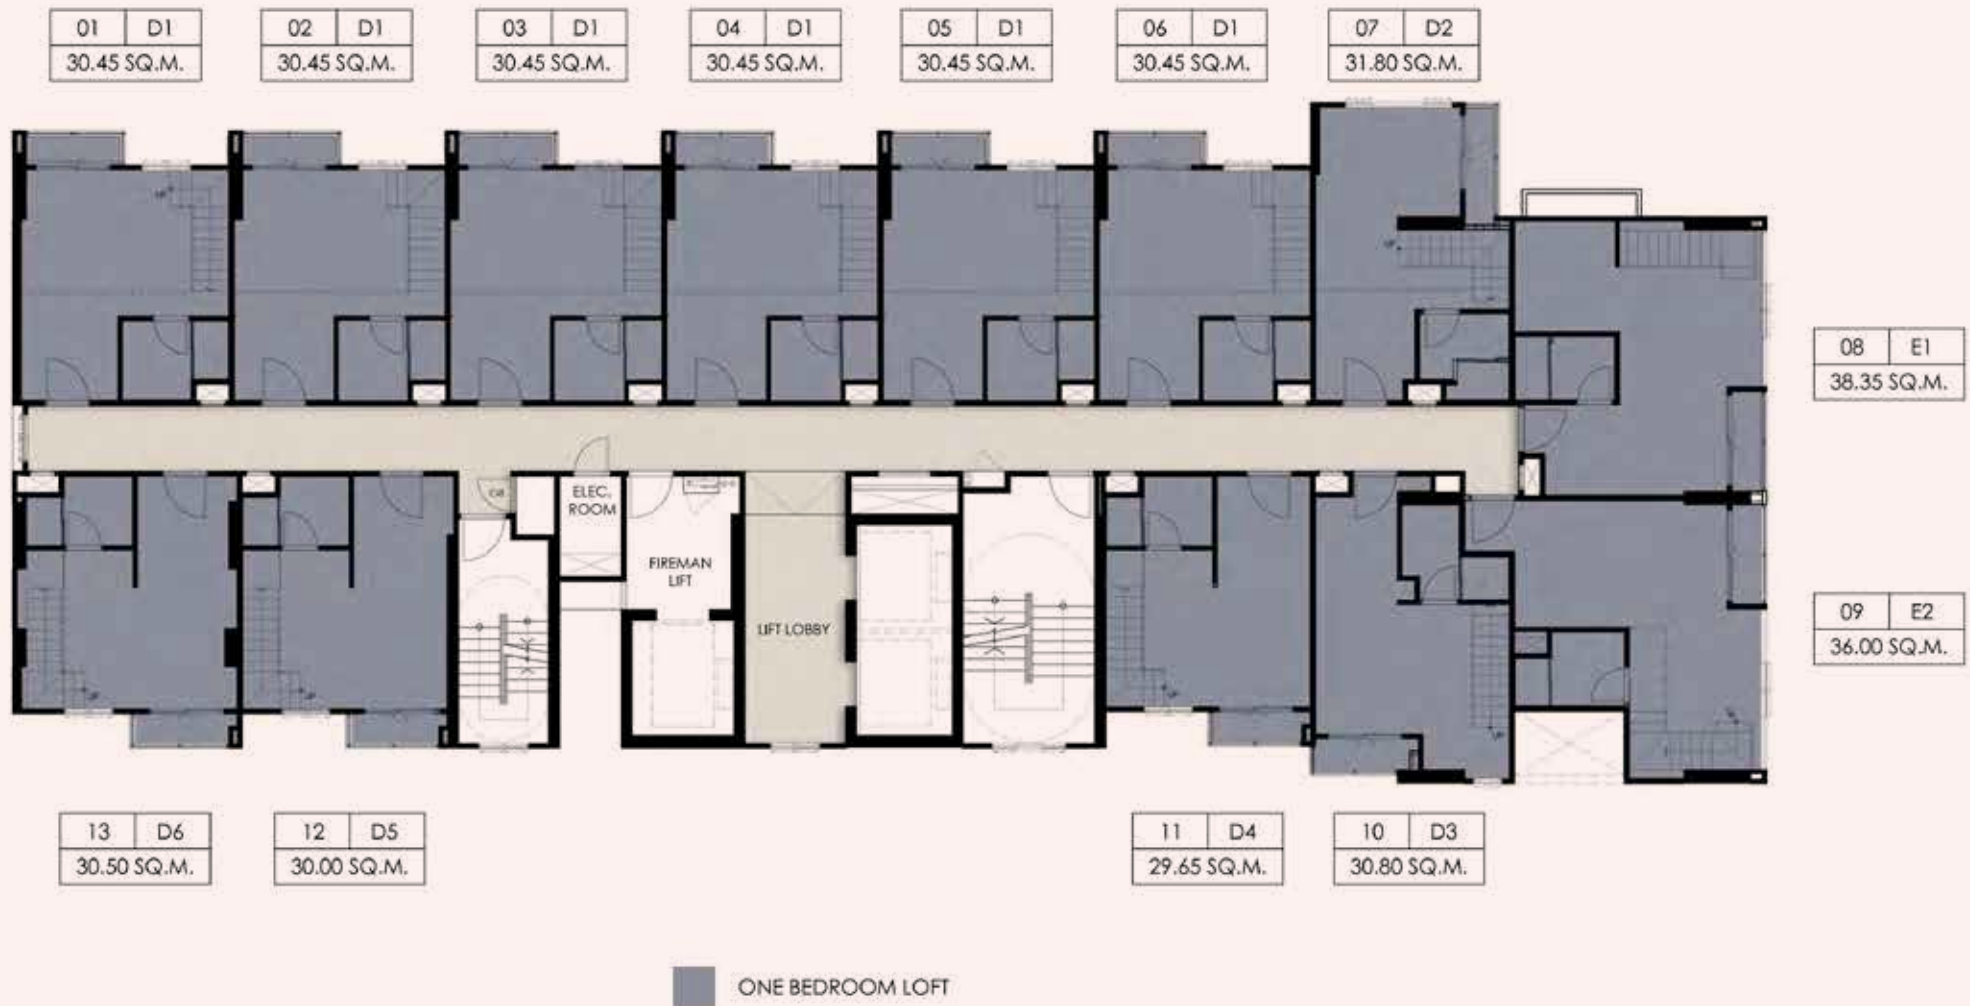 01 D1
30.45 SQ.M.
02 D1
30.45 SQ.M.
03 D1
30.45 SQ.M.
04 D1
30.45 SQ.M.
05 D1
30.45 SQ.M.
06 D1
30.45 SQ.M.
07 D2
31.80 SQ.M.
08 E1
38.35 SQ.M.
09 E2
36.00 SQ.M.
ELEC.
ROOM
FIREMAN
LIFT
LIFT LOBBY
13 D6
30.50 SQ.M.
12 D5
30.00 SQ.M.
11 D4
29.65 SQ.M.
10 D3
30.80 SQ.M.
ONE BEDROOM LOFT